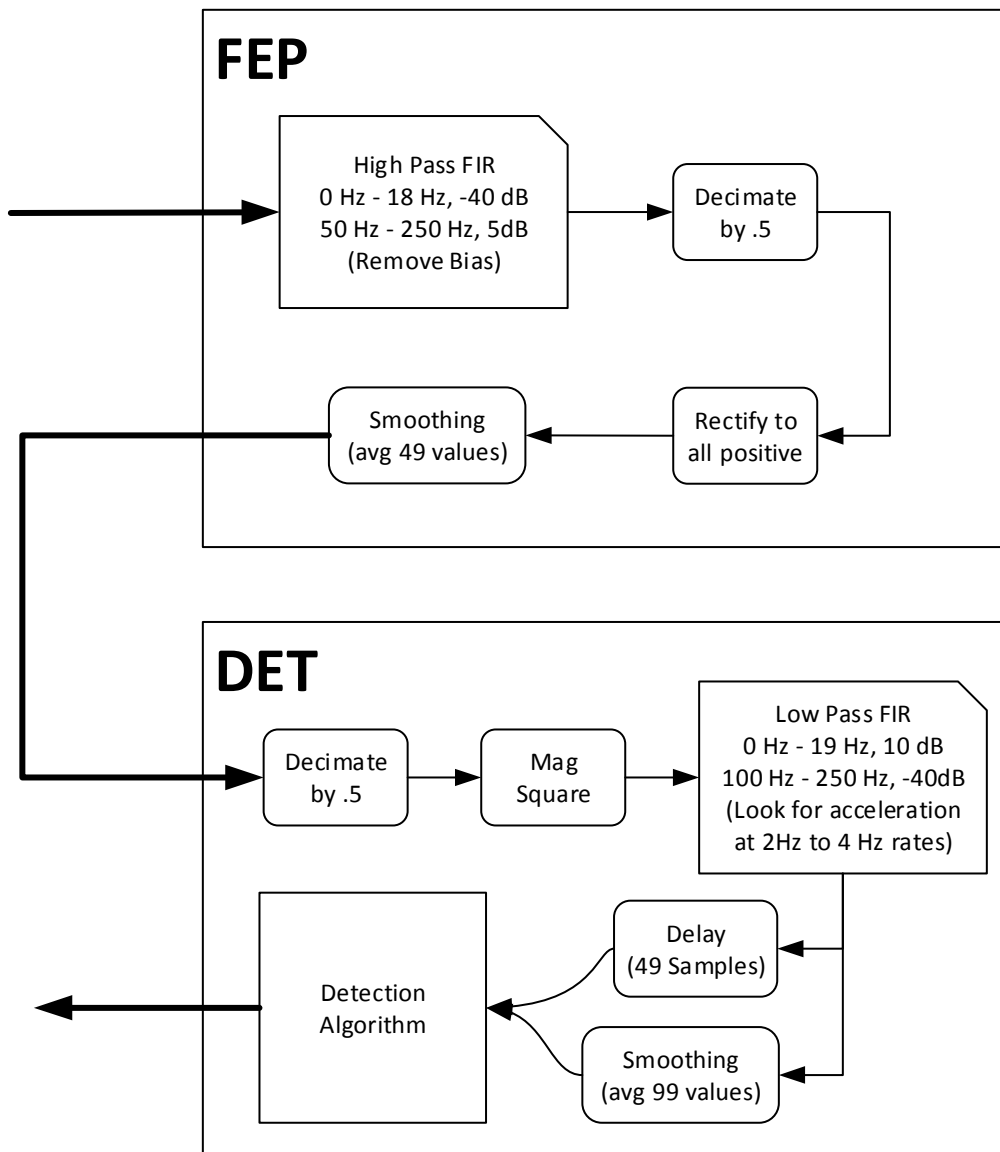 FEP
High Pass FIR
0 Hz - 18 Hz, -40 dB
50 Hz - 250 Hz, 5dB
(Remove Bias)
Decimate
by .5
Rectify to
all positive
Smoothing
(avg 49 values)
DET
Decimate
by .5
Mag
Square
Low Pass FIR
0 Hz - 19 Hz, 10 dB
100 Hz - 250 Hz, -40dB
(Look for acceleration
at 2Hz to 4 Hz rates)
Delay
(49 Samples)
Smoothing
(avg 99 values)
Detection
Algorithm